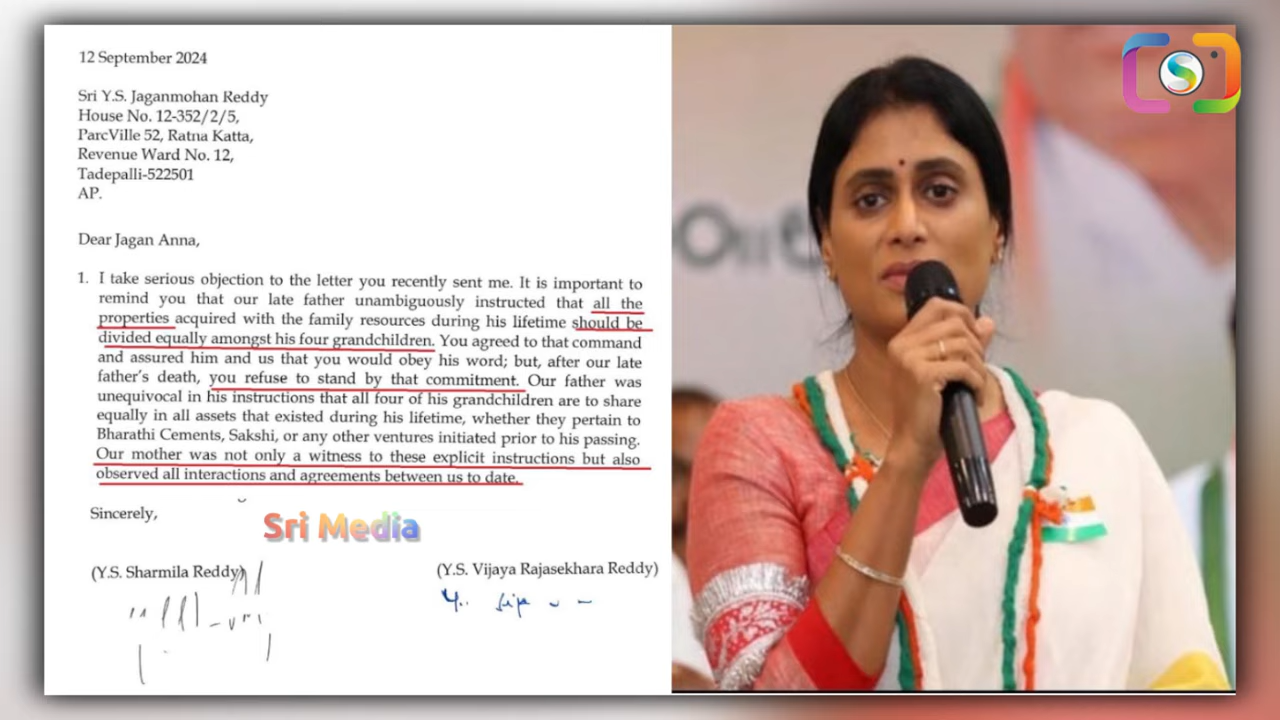 12 September 2024
Sri Y.S. Jaganmohan Reddy
House No. 12-352/2/5,
ParcVille 52, Ratna Katta,
Revenue Ward No. 12,
Tadepalli-522501
AP.
Dear Jagan Anna,
1. I take serious objection to the letter you recently sent me. It is important to
remind you that our late father unambiguously instructed that all the
properties acquired with the family resources during his lifetime should be
divided equally amongst his four grandchildren. You agreed to that command
and assured him and us that you would obey his word; but, after our late
father's death, you refuse to stand by that commitment. Our father was
unequivocal in his instructions that all four of his grandchildren are to share
equally in all assets that existed during his lifetime, whether they pertain to
Bharathi Cements, Sakshi, or any other ventures initiated prior to his passing.
Our mother was not only a witness to these explicit instructions but also
observed all interactions and agreements between us to date.
Sincerely,
Sri Media
(Y.S. Sharmila Reddy)
(Y.S. Vijaya Rajasekhara Reddy)
S